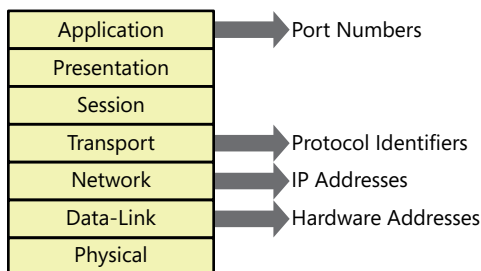 Application Port Numbers
Presentation
Session
Transport Protocol Identifiers
Network IP Addresses
Data-Link Hardware Addresses
Physical